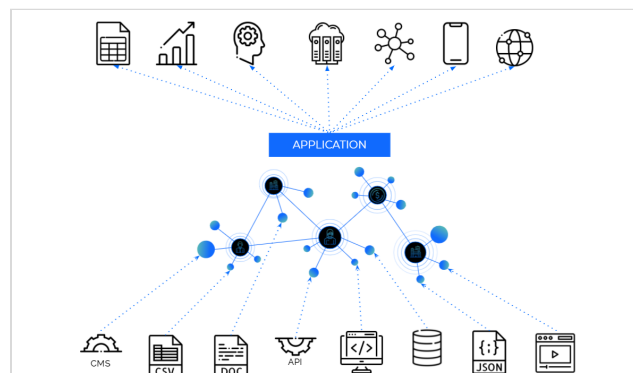 APPLICATION
CMS
CSV
DOC
API
</>
{;}
JSON